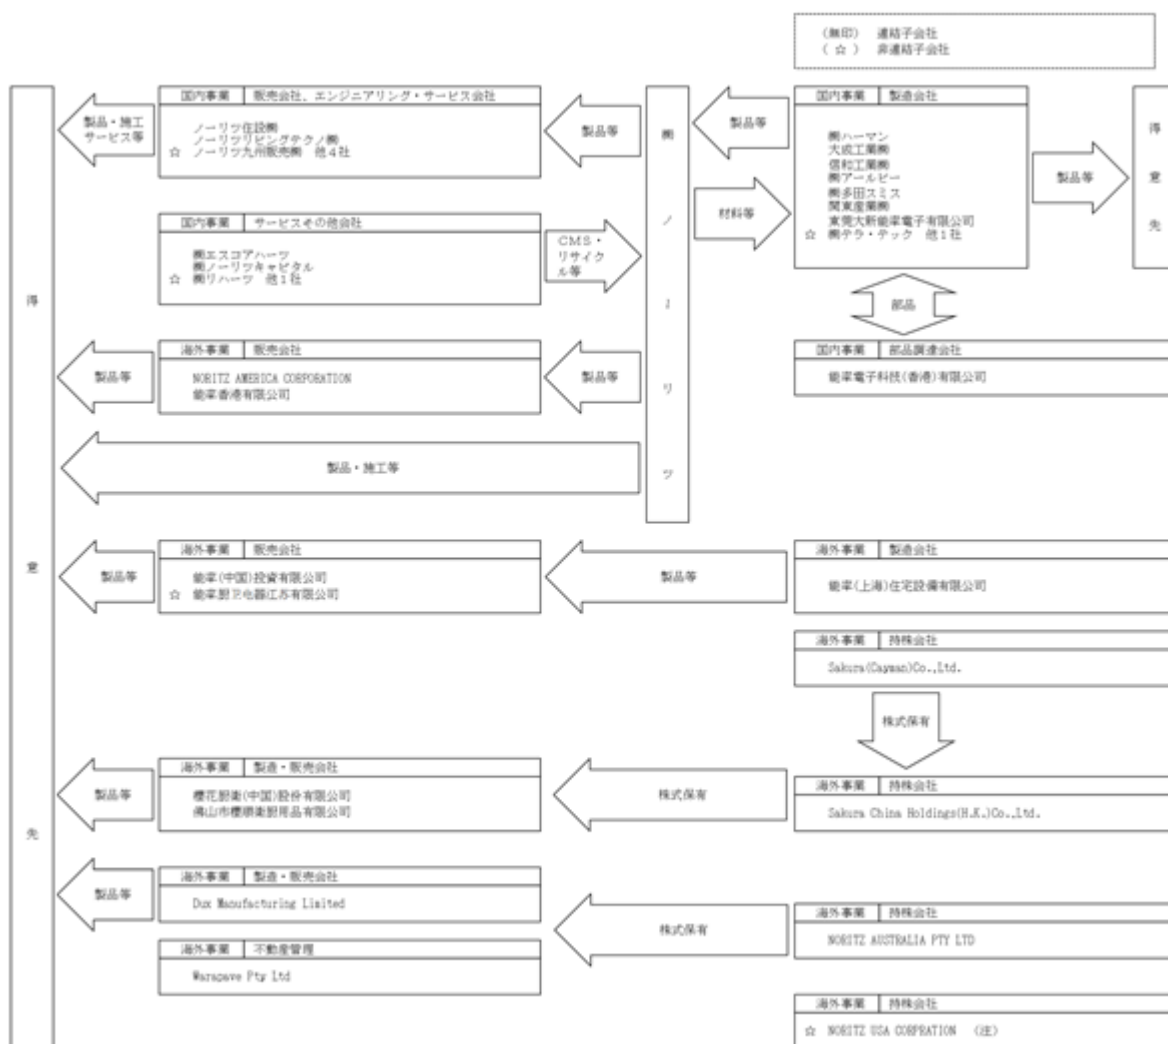 (無印) 連結子会社
(☆) 非連結子会社
国内事業 販売会社、エンジニアリング・サービス会社
ノーリツ住設㈱
ノーリツリビングテクノ㈱
☆ ノーリツ九州販売㈱ 他4社
製品・施工
サービス等
製品等
㈱ノーリツ
製品等
材料等
国内事業 製造会社
㈱ハーマン
大成工業㈱
信和工業㈱
㈱アールビー
㈱多田スミス
関東産業㈱
東莞大新能率電子有限公司
☆ ㈱テラ・テック 他1社
製品等
得意先
国内事業 サービスその他会社
㈱エスコアハーツ
㈱ノーリツキャピタル
☆ ㈱リハーツ 他1社
CMS・
リサイク
ル等
部品
国内事業 部品調達会社
能率電子科技(香港)有限公司
得意先
海外事業 販売会社
NORITZ AMERICA CORPORATION
能率香港有限公司
製品等
製品等
製品・施工等
海外事業 販売会社
能率(中国)投資有限公司
☆ 能率厨卫电器江苏有限公司
製品等
製品等
海外事業 製造会社
能率(上海)住宅設備有限公司
海外事業 持株会社
Sakura(Cayman)Co.,Ltd.
株式保有
海外事業 製造・販売会社
櫻花厨衛(中国)股份有限公司
佛山市櫻順衛厨用品有限公司
製品等
株式保有
海外事業 持株会社
Sakura China Holdings(H.K.)Co.,Ltd.
海外事業 製造・販売会社
Dux Manufacturing Limited
製品等
株式保有
海外事業 持株会社
NORITZ AUSTRALIA PTY LTD
海外事業 不動産管理
Warapave Pty Ltd
海外事業 持株会社
☆ NORITZ USA CORPRATION (注)